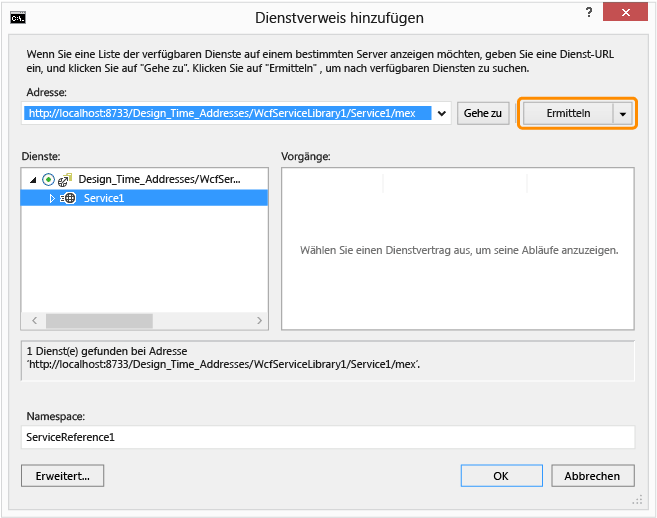 Dienstverweis hinzufügen
Wenn Sie eine Liste der verfügbaren Dienste auf einem bestimmten Server anzeigen möchten, geben Sie eine Dienst-URL
ein, und klicken Sie auf "Gehe zu". Klicken Sie auf "Ermitteln" , um nach verfügbaren Diensten zu suchen.
Adresse:
http://localhost:8733/Design_Time_Addresses/WcfServiceLibrary1/Service1/mex Gehe zu Ermitteln
Dienste: Vorgänge:
Design_Time_Addresses/WcfSer...
Service1
Wählen Sie einen Dienstvertrag aus, um seine Abläufe anzuzeigen.
1 Dienst(e) gefunden bei Adresse
'http://localhost:8733/Design_Time_Addresses/WcfServiceLibrary1/Service1/mex'.
Namespace:
ServiceReference1
Erweitert... OK Abbrechen